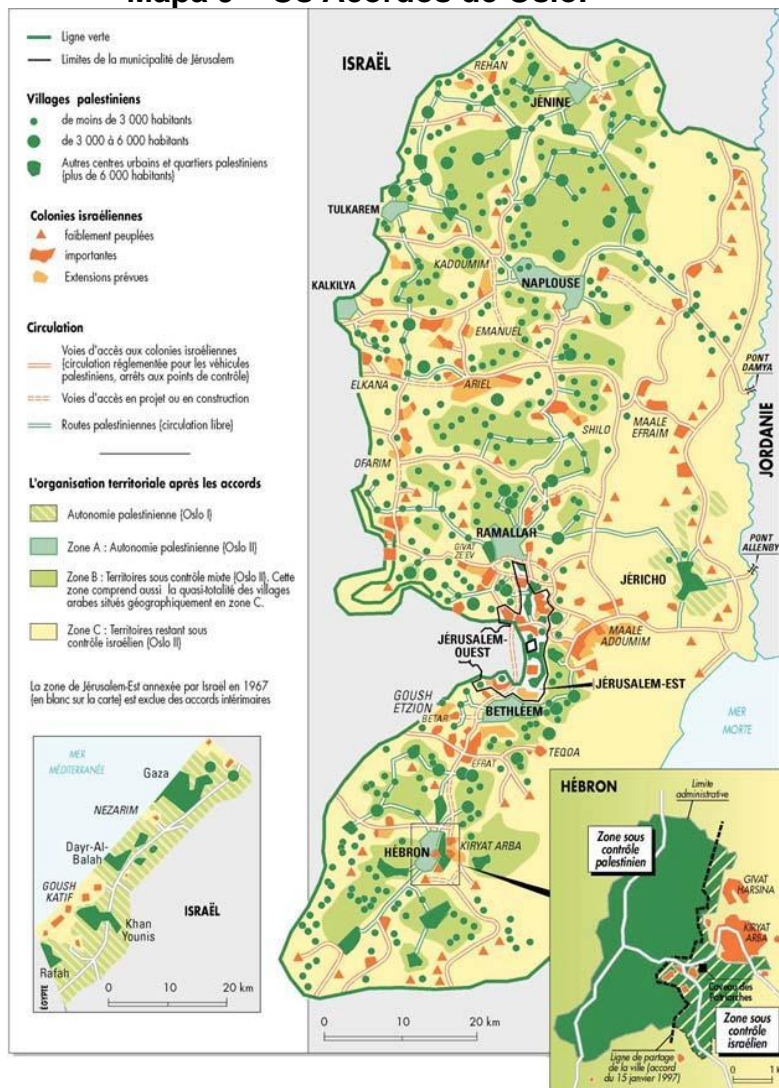 Ligne verte
Limites de la municipalité de Jérusalem
Villages palestiniens
de moins de 3 000 habitants
de 3 000 à 6 000 habitants
Autres centres urbains et quartiers palestiniens
(plus de 6 000 habitants)
Colonies israéliennes
faiblement peuplées
importantes
Extensions prévues
Circulation
Voies d'accès aux colonies israéliennes
(circulation réglementée pour les véhicules
palestiniens, arrêts aux points de contrôle)
Voies d'accès en projet ou en construction
Routes palestiniennes (circulation libre)
L'organisation territoriale après les accords
Autonomie palestinienne (Oslo I)
Zone A : Autonomie palestinienne (Oslo II)
Zone B : Territoires sous contrôle mixte (Oslo II). Cette
zone comprend aussi la quasi-totalité des villages
arabes situés géographiquement en zone C.
Zone C : Territoires restant sous
contrôle israélien (Oslo II)
La zone de Jérusalem-Est annexée par Israël en 1967
(en blanc sur la carte) est exclue des accords intérimaires
ISRAËL
REHAN
JÉNINE
TULKAREM
KADOUMIM
NAPLOUSE
KALKILYA
EMANUEL
ELKANA
ARIEL
PONT
DAMYA
SHILO
MAALE
EFRAIM
JORDANIE
OFARIM
RAMALLAH
GIVAT
ZE'EV
PONT
ALLENBY
JÉRICHO
JÉRUSALEM-
OUEST
MAALE
ADOUMIM
JÉRUSALEM-EST
GOUSH
ETZION
BETAR
BETHLÉEM
MER
MORTE
EFRAT
TEQOA
HÉBRON
KIRYAT ARBA
0 10 20 km
MER
MÉDITERRANÉE
Gaza
NEZARIM
Dayr-Al-
Balah
GOUSH
KATIF
ISRAËL
Khan
Younis
Rafah
ÉGYPTE
0 10 20 km
HÉBRON
Limite
administrative
Zone sous
contrôle
palestinien
GIVAT
HARSINA
KIRYAT
ARBA
Caveau des
Patriarches
Zone sous
contrôle
israélien
Ligne de partage
de la ville (accord
du 15 janvier 1997)
0